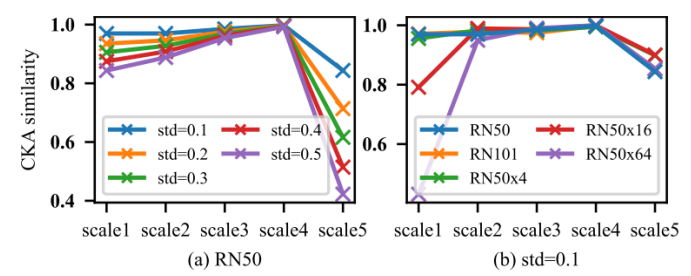 CKA similarity
1.0
0.8
0.6
0.4
std=0.1
std=0.2
std=0.3
std=0.4
std=0.5
scale1 scale2 scale3 scale4 scale5
(a) RN50
1.0
0.8
0.6
RN50
RN101
RN50x4
RN50x16
RN50x64
scale1 scale2 scale3 scale4 scale5
(b) std=0.1